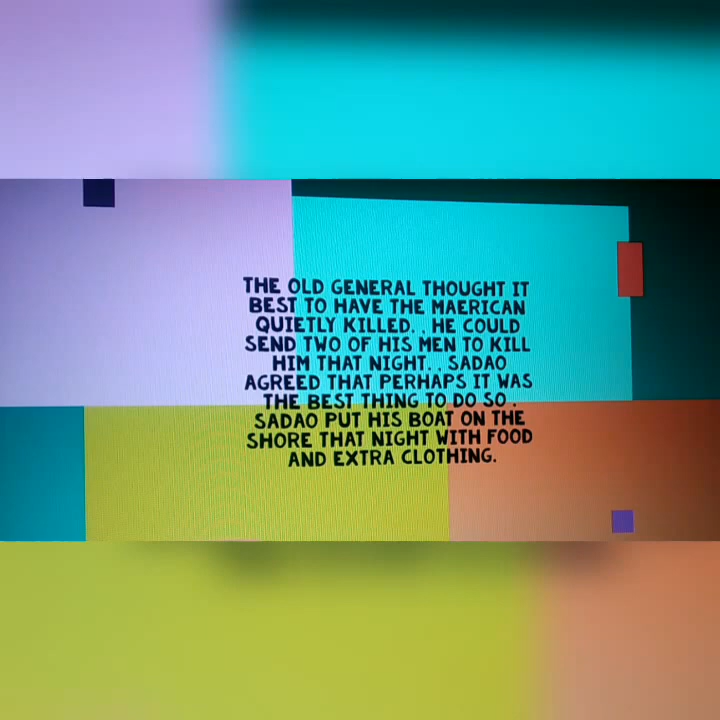 THE OLD GENERAL THOUGHT IT
BEST TO HAVE THE MAERICAN
QUIETLY KILLED. . HE COULD
SEND TWO OF HIS MEN TO KILL
HIM THAT NIGHT. . SADAO
AGREED THAT PERHAPS IT WAS
THE BEST THING TO DO SO .
SADAO PUT HIS BOAT ON THE
SHORE THAT NIGHT WITH FOOD
AND EXTRA CLOTHING.